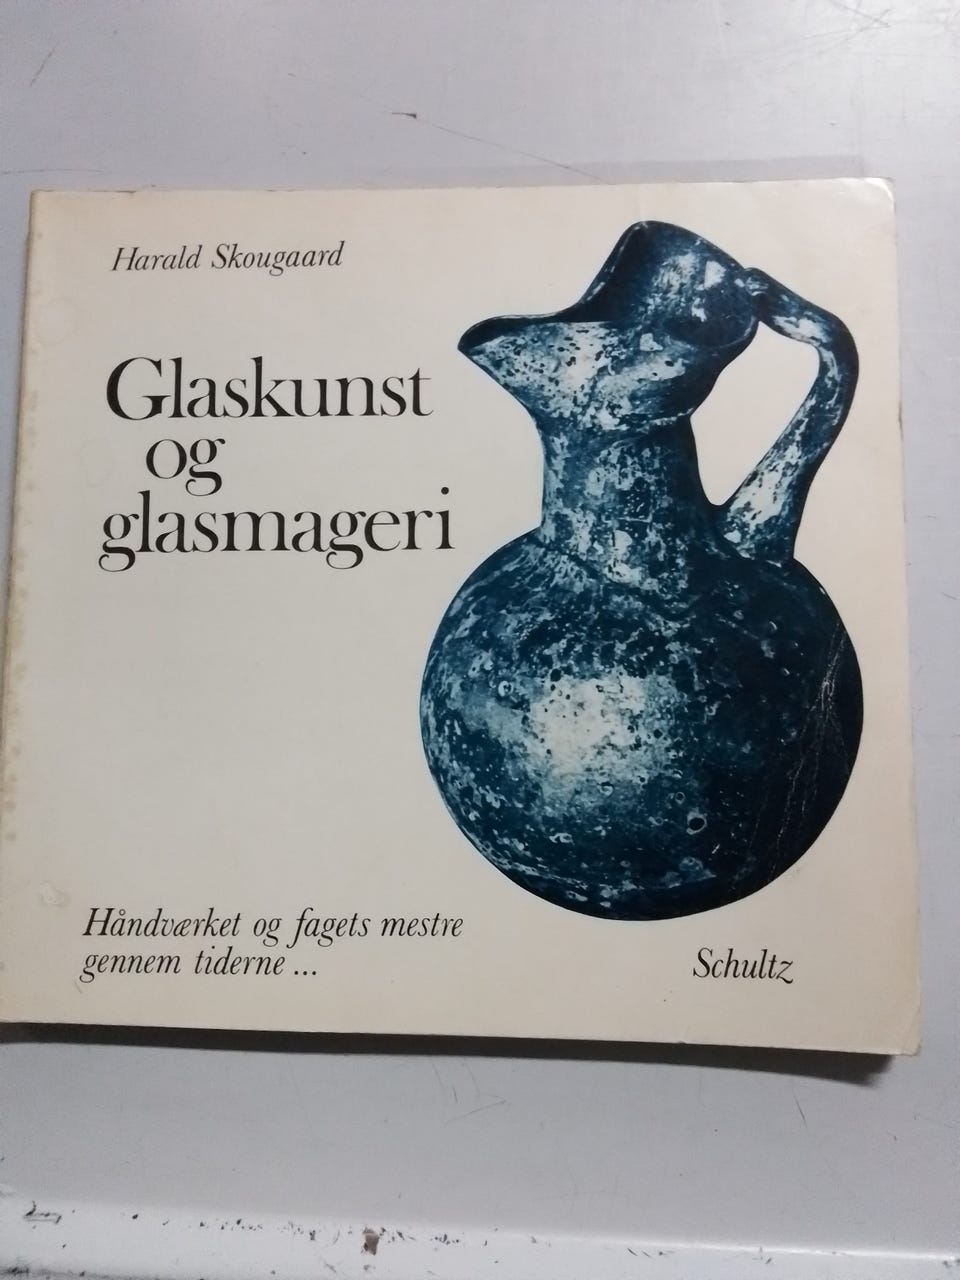 Harald Skougaard
Glaskunst
og
glasmageri
Håndværket og fagets mestre
gennem tiderne...
Schultz